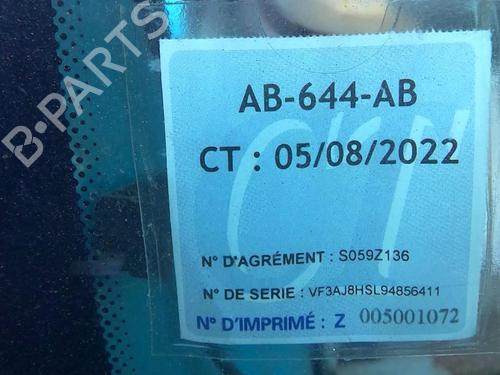 B-PARTS
AB-644-AB
CT : 05/08/2022
N° D'AGRÉMENT : S059Z136
N° DE SERIE : VF3AJ8HSL94856411
N° D'IMPRIMÉ : Z 005001072